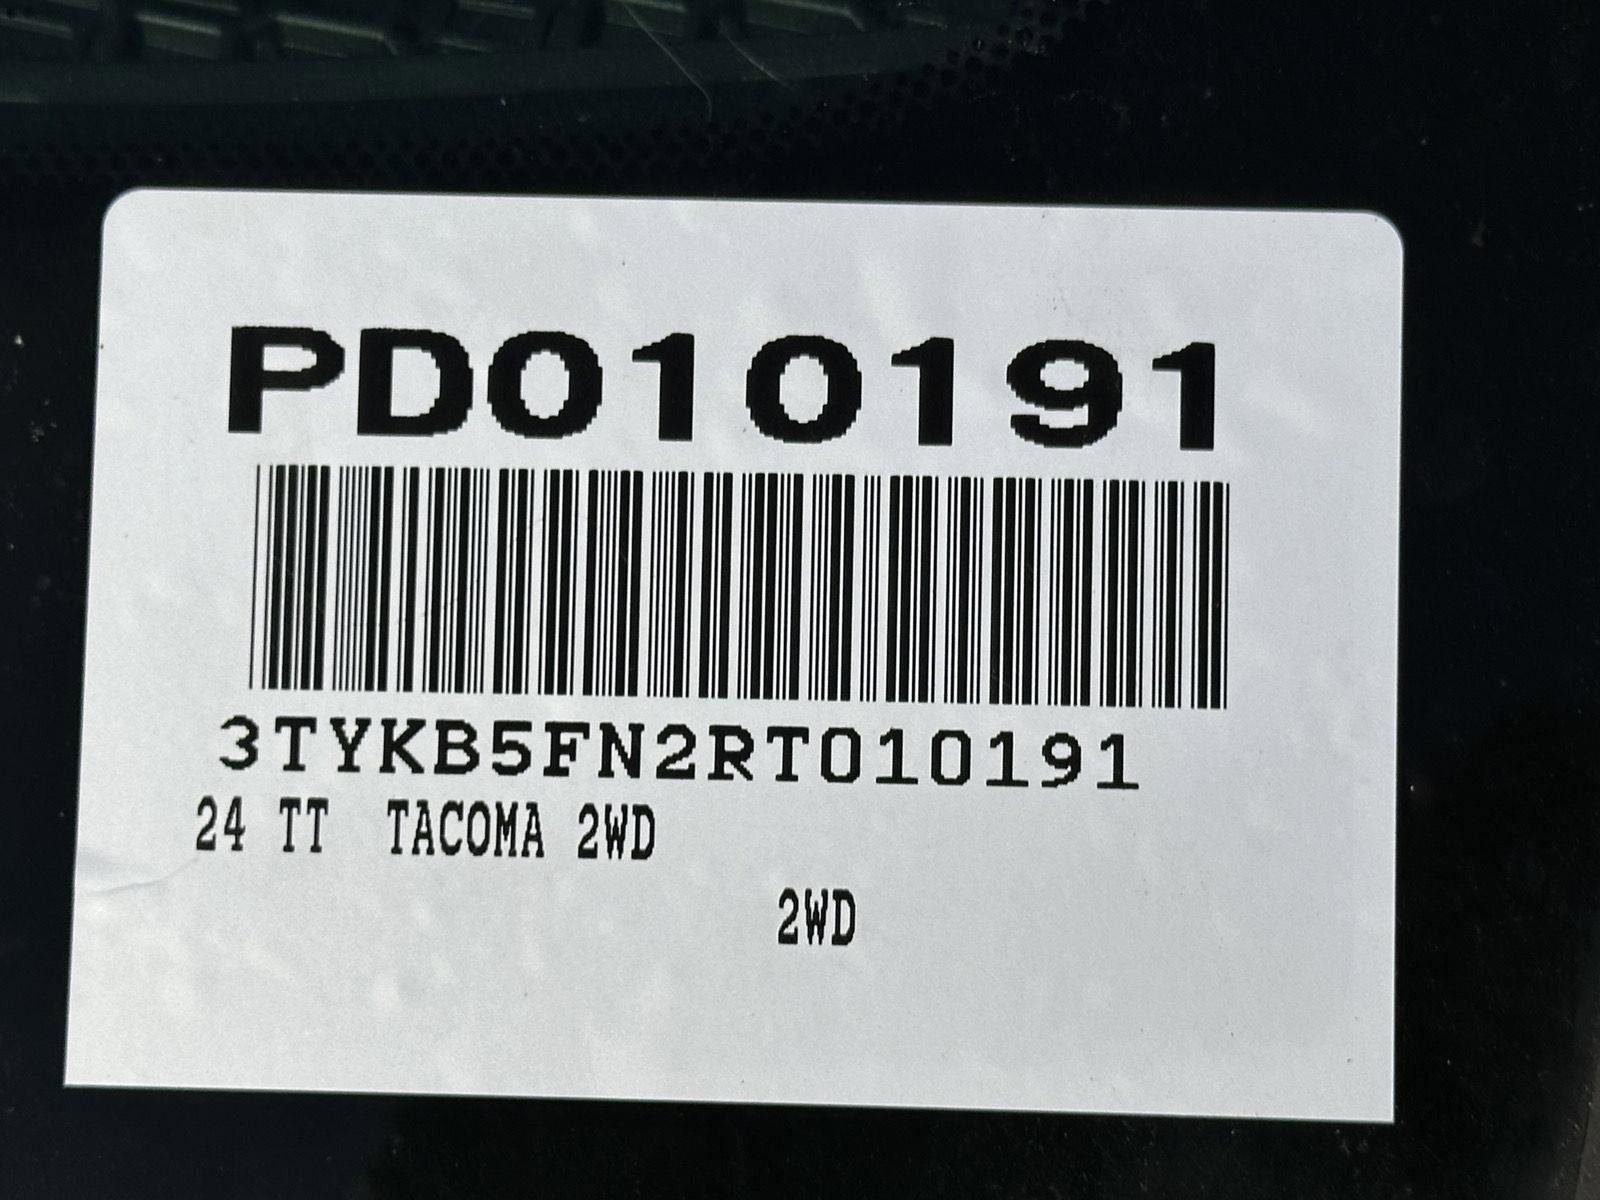 PD010191
3TYKB5FN2RT010191
24 TT TACOMA 2WD
2WD